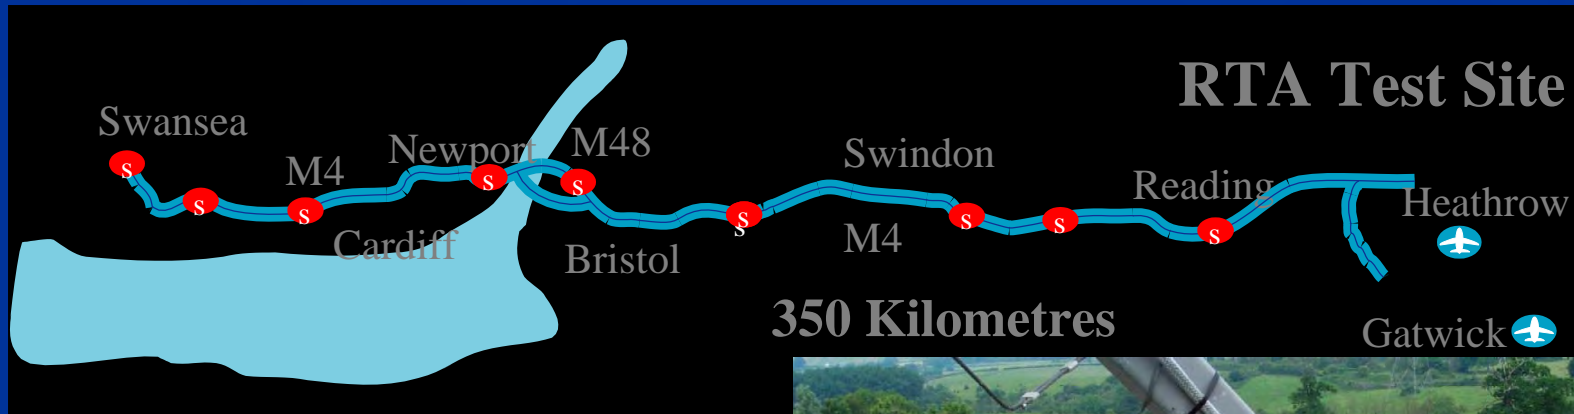 RTA Test Site
Swansea
Newport
M48
M4
Swindon
Reading
Heathrow
Cardiff
Bristol
M4
350 Kilometres
Gatwick
S
S
S
S
S
S
S
S
S
S